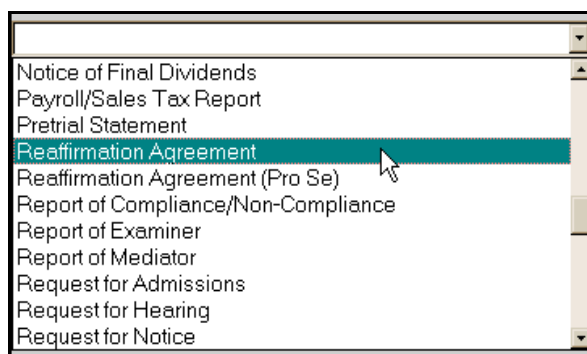 Notice of Final Dividends
Payroll/Sales Tax Report
Pretrial Statement
Reaffirmation Agreement
Reaffirmation Agreement (Pro Se)
Report of Compliance/Non-Compliance
Report of Examiner
Report of Mediator
Request for Admissions
Request for Hearing
Request for Notice